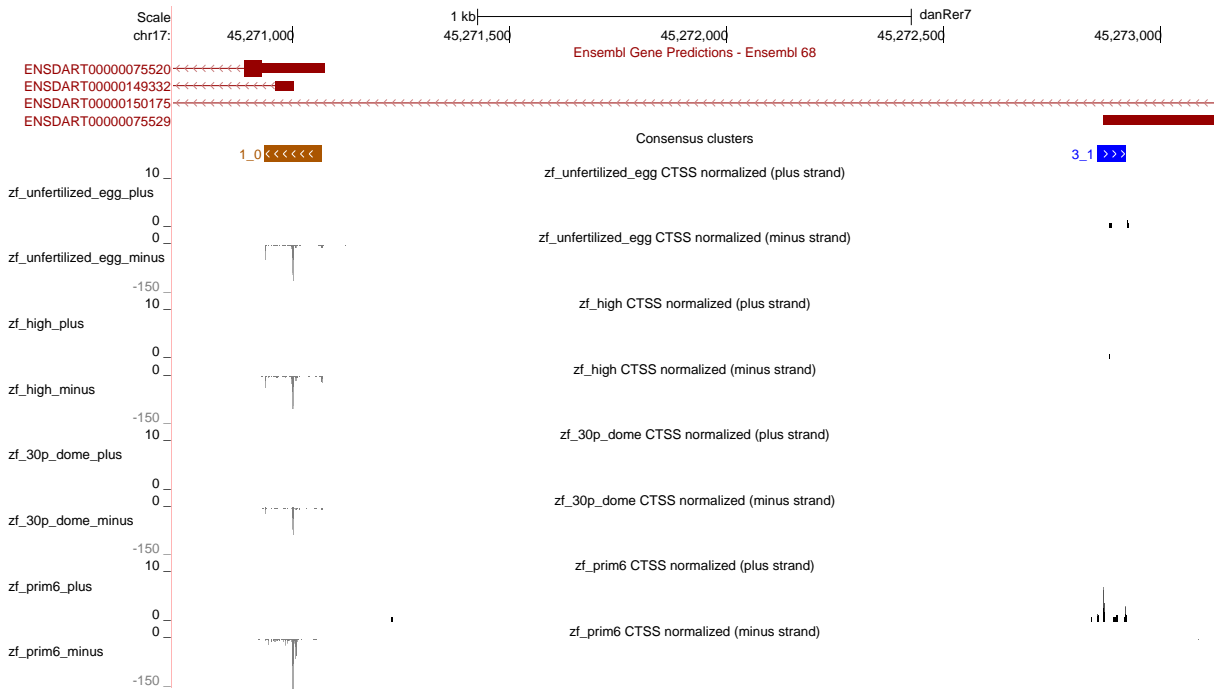 Scale 1 kb danRer7
chr17: 45,271,000 45,271,500 45,272,000 45,272,500 45,273,000
Ensembl Gene Predictions - Ensembl 68
ENSDART00000075520
ENSDART00000149332
ENSDART00000150175
ENSDART00000075529
Consensus clusters
1_0 3_1
zf_unfertilized_egg CTSS normalized (plus strand)
10 _
zf_unfertilized_egg_plus
0 _
zf_unfertilized_egg CTSS normalized (minus strand)
0 _
zf_unfertilized_egg_minus
-150 _
zf_high CTSS normalized (plus strand)
10 _
zf_high_plus
0 _
zf_high CTSS normalized (minus strand)
0 _
zf_high_minus
-150 _
zf_30p_dome CTSS normalized (plus strand)
10 _
zf_30p_dome_plus
0 _
zf_30p_dome CTSS normalized (minus strand)
0 _
zf_30p_dome_minus
-150 _
zf_prim6 CTSS normalized (plus strand)
10 _
zf_prim6_plus
0 _
zf_prim6 CTSS normalized (minus strand)
0 _
zf_prim6_minus
-150 _